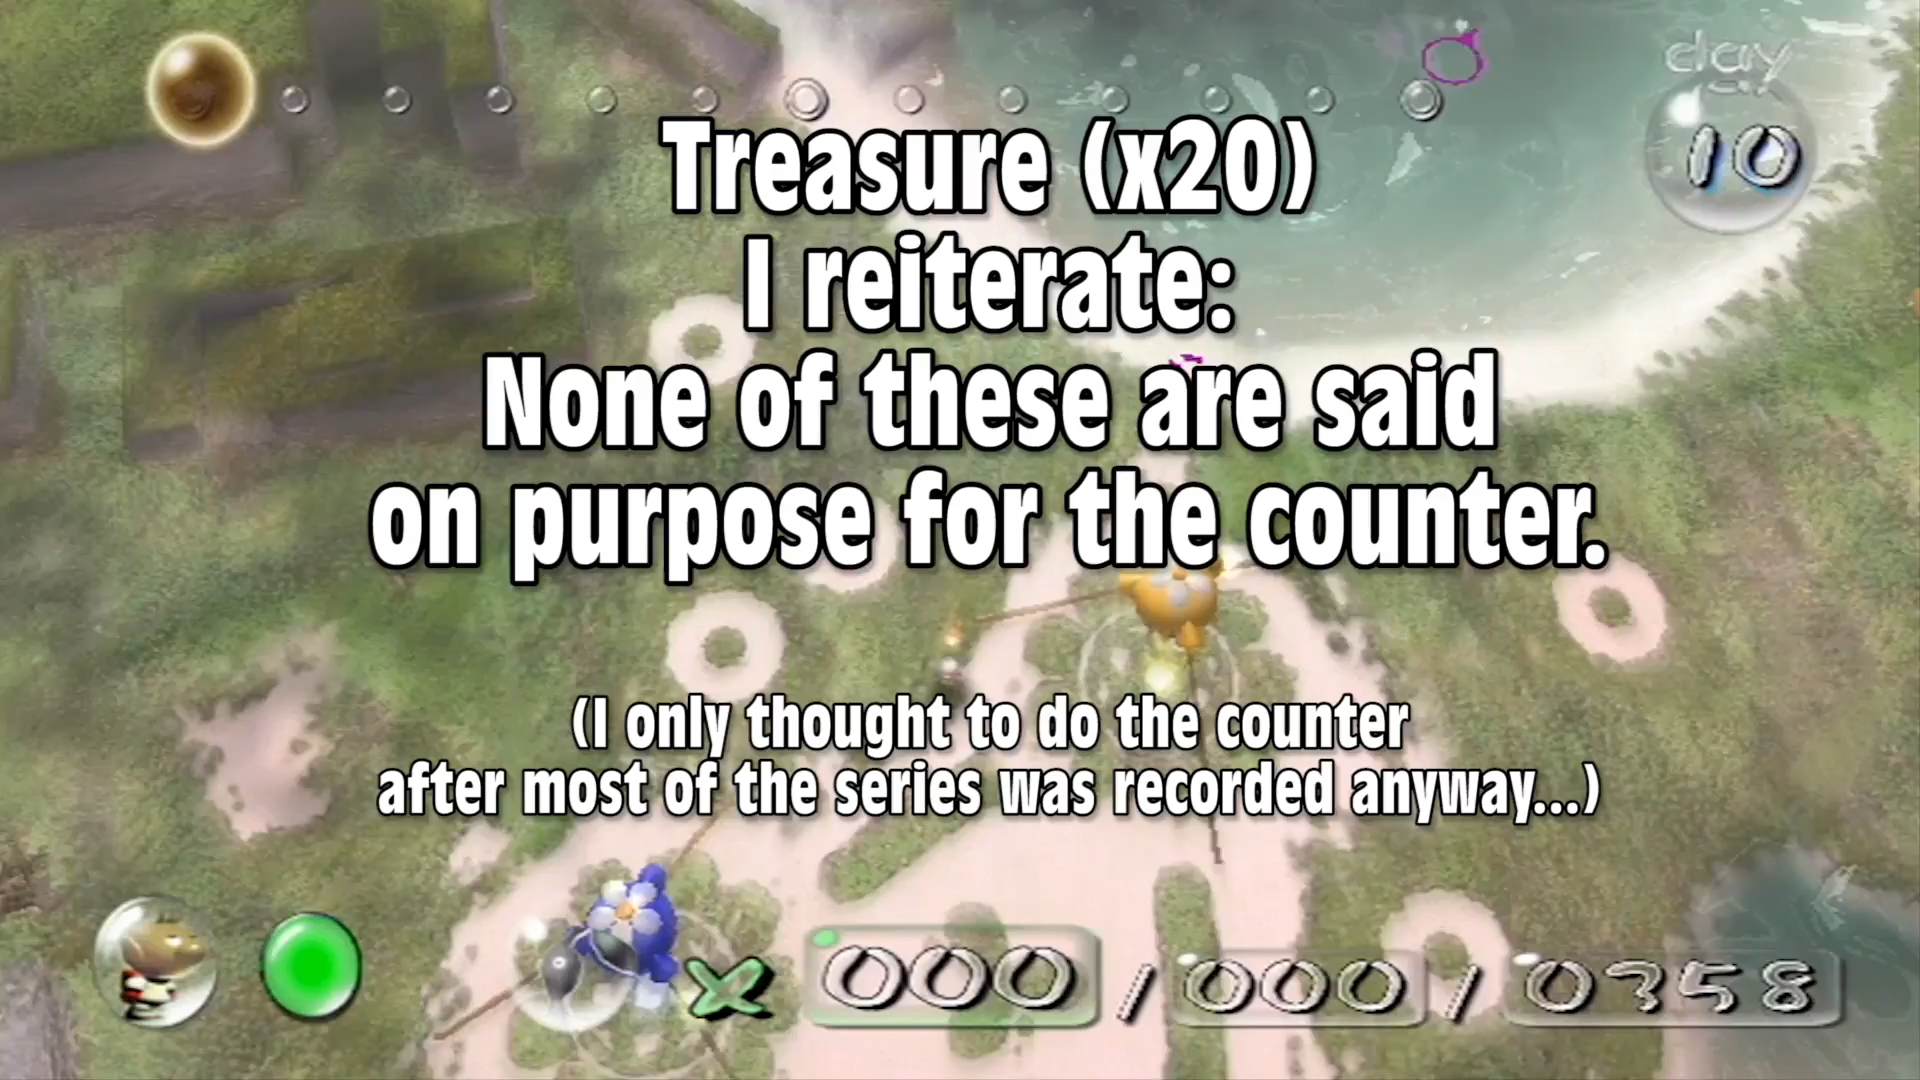 day
10
Treasure (x20)
I reiterate:
None of these are said
on purpose for the counter.
(I only thought to do the counter
after most of the series was recorded anyway...)
x 000 / 000 / 0358